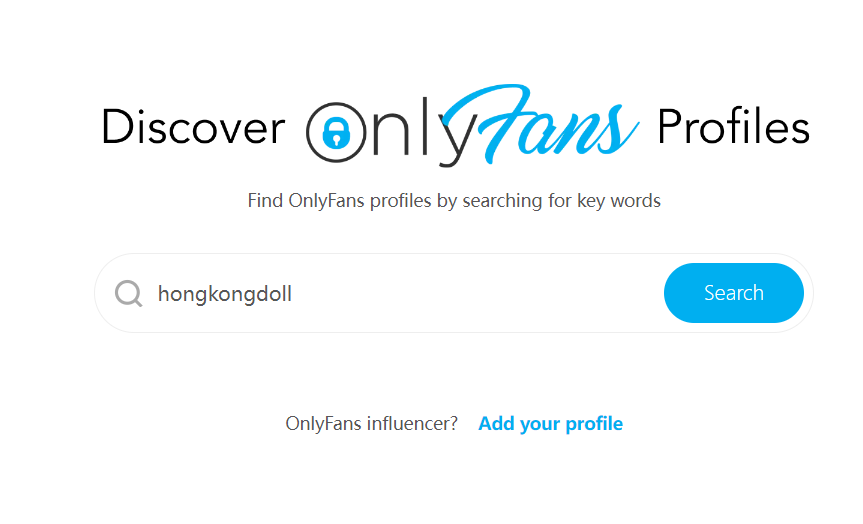 Discover OnlyFans Profiles
Find OnlyFans profiles by searching for key words
hongkongdoll Search
OnlyFans influencer? Add your profile